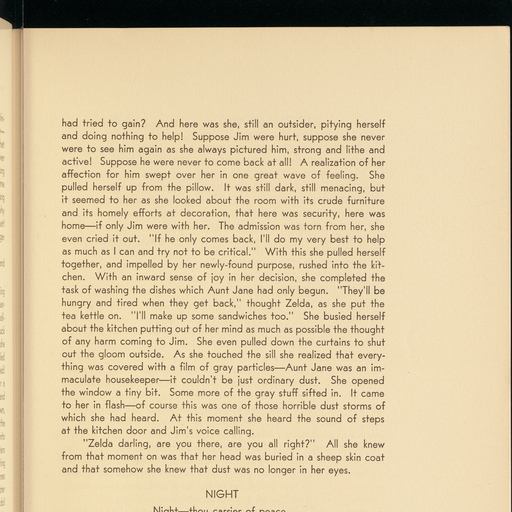 had tried to gain? And here was she, still an outsider, pitying herself
and doing nothing to help! Suppose Jim were hurt, suppose she never
were to see him again as she always pictured him, strong and lithe and
active! Suppose he were never to come back at all! A realization of her
affection for him swept over her in one great wave of feeling. She
pulled herself up from the pillow. It was still dark, still menacing, but
it seemed to her as she looked about the room with its crude furniture
and its homely efforts at decoration, that here was security, here was
home—if only Jim were with her. The admission was torn from her, she
even cried it out. "If he only comes back, I'll do my very best to help
as much as I can and try not to be critical." With this she pulled herself
together, and impelled by her newly-found purpose, rushed into the kit-
chen. With an inward sense of joy in her decision, she completed the
task of washing the dishes which Aunt Jane had only begun. "They'll be
hungry and tired when they get back," thought Zelda, as she put the
tea kettle on. "I'll make up some sandwiches too." She busied herself
about the kitchen putting out of her mind as much as possible the thought
of any harm coming to Jim. She even pulled down the curtains to shut
out the gloom outside. As she touched the sill she realized that every-
thing was covered with a film of gray particles—Aunt Jane was an im-
maculate housekeeper—it couldn't be just ordinary dust. She opened
the window a tiny bit. Some more of the gray stuff sifted in. It came
to her in flash—of course this was one of those horrible dust storms of
which she had heard. At this moment she heard the sound of steps
at the kitchen door and Jim's voice calling.
"Zelda darling, are you there, are you all right?" All she knew
from that moment on was that her head was buried in a sheep skin coat
and that somehow she knew that dust was no longer in her eyes.
NIGHT
Night—thou carries of peace